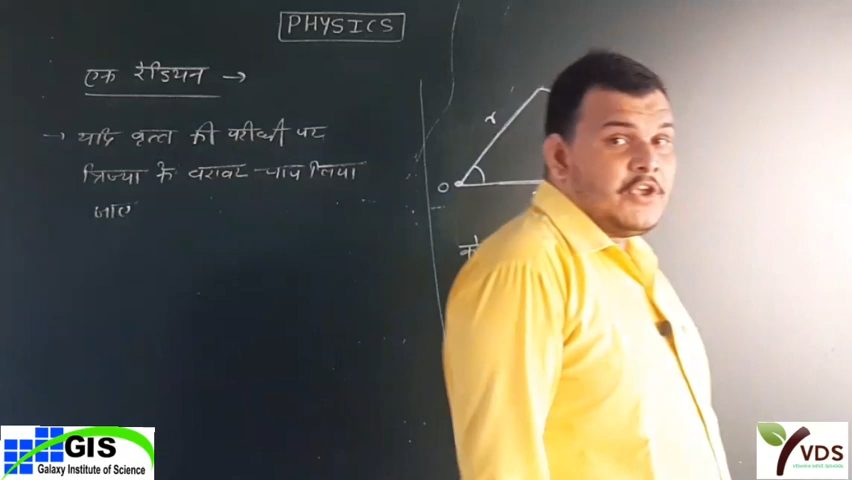 PHYSICS
एक रेडियन →
→ यदि वृत्त की परीधी पर
त्रिज्या के बराबर चाप लिया
जाए
r
O
को
GIS
Galaxy Institute of Science
VDS